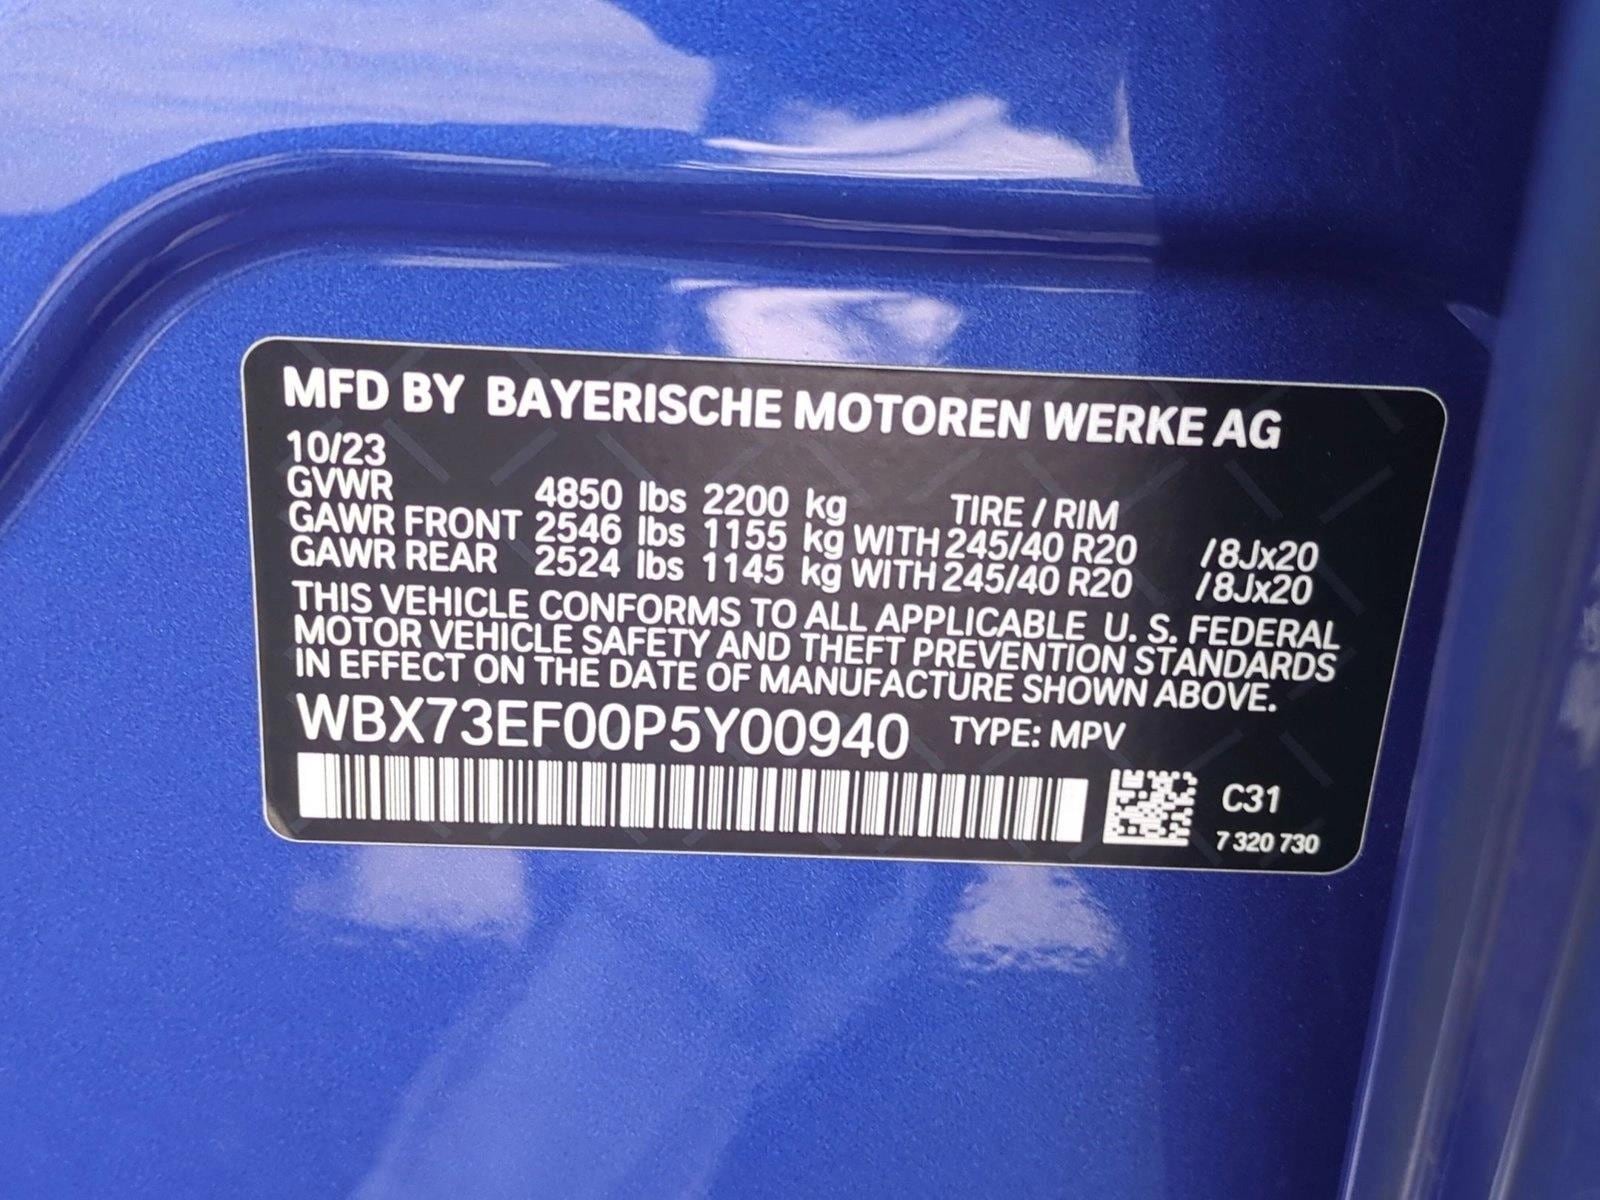 MFD BY BAYERISCHE MOTOREN WERKE AG
10/23
GVWR 4850 lbs 2200 kg TIRE / RIM
GAWR FRONT 2546 lbs 1155 kg WITH 245/40 R20 /8Jx20
GAWR REAR 2524 lbs 1145 kg WITH 245/40 R20 /8Jx20
THIS VEHICLE CONFORMS TO ALL APPLICABLE U. S. FEDERAL
MOTOR VEHICLE SAFETY AND THEFT PREVENTION STANDARDS
IN EFFECT ON THE DATE OF MANUFACTURE SHOWN ABOVE.
WBX73EF00P5Y00940 TYPE: MPV
C31
7 320 730